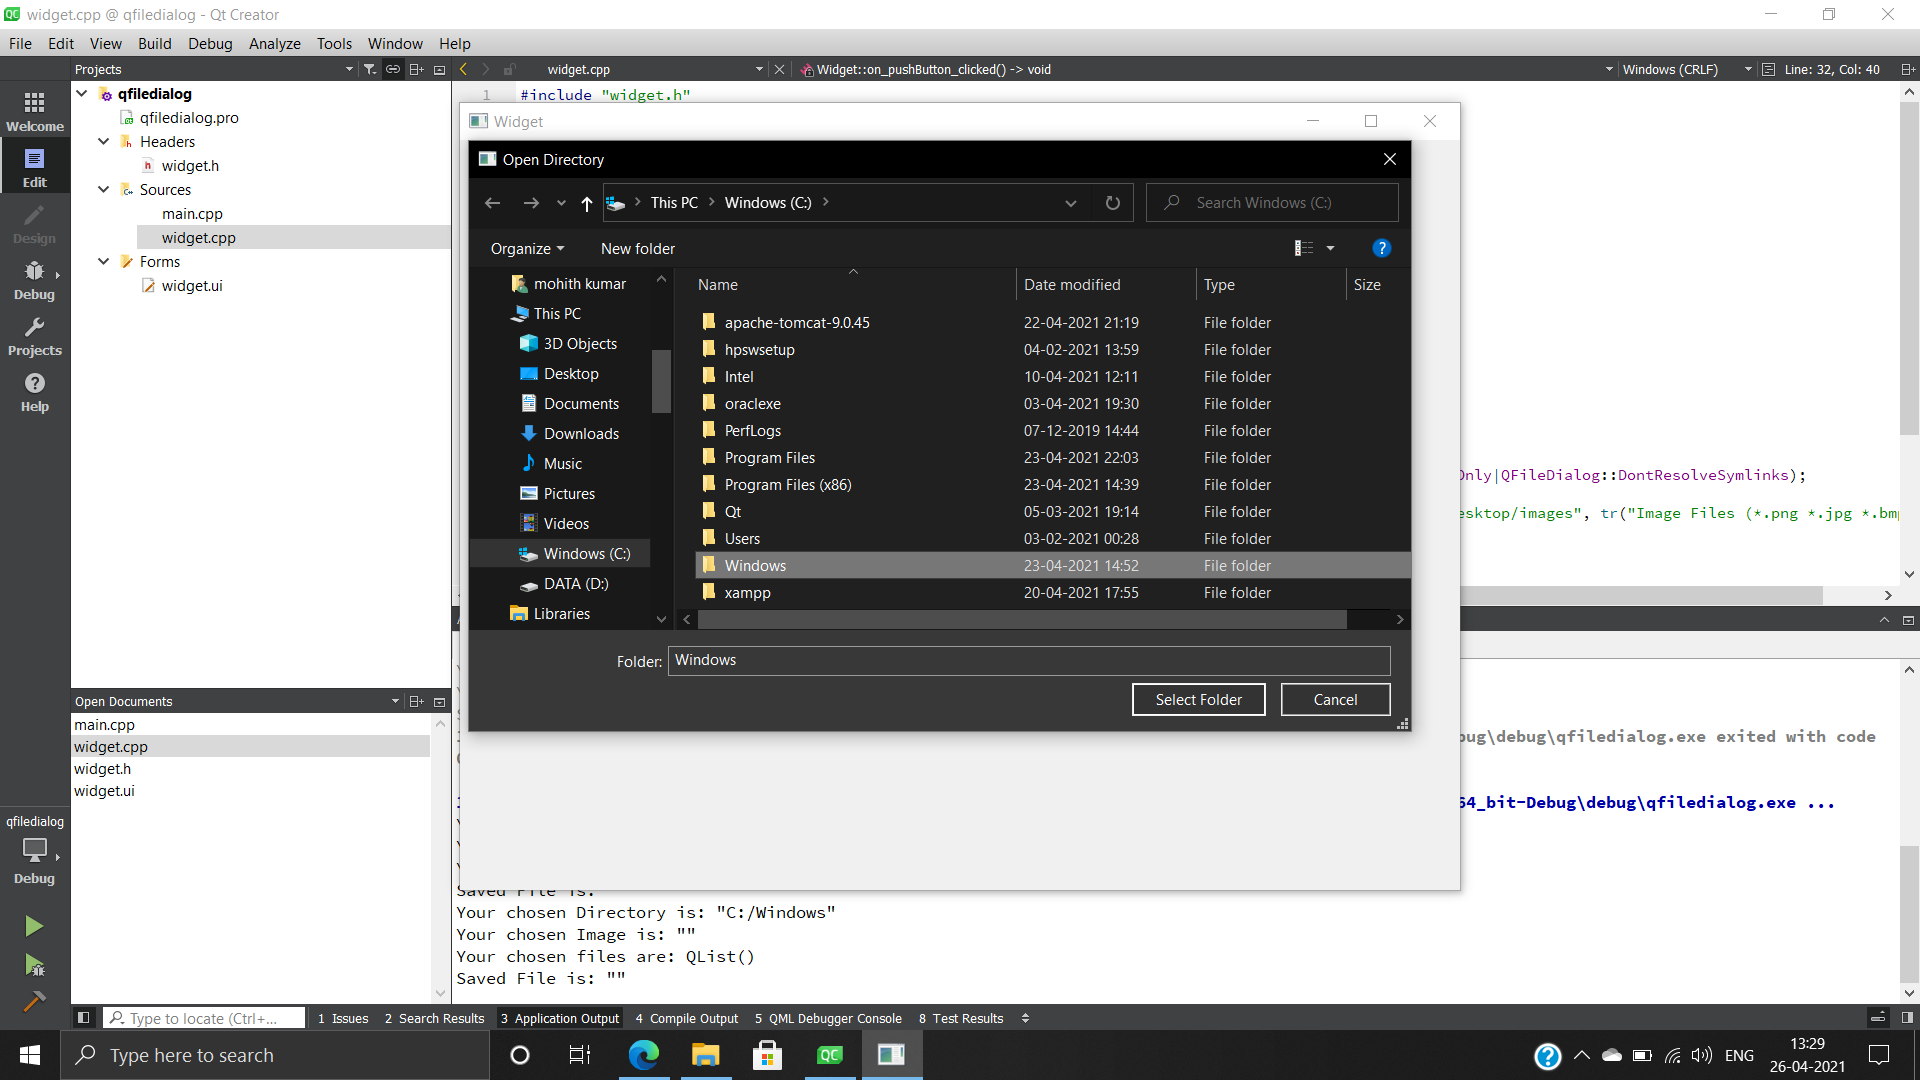 widget.cpp @ qfiledialog - Qt Creator
File Edit View Build Debug Analyze Tools Window Help
Projects
widget.cpp
Widget::on_pushButton_clicked() -> void
Windows (CRLF)
Line: 32, Col: 40
Welcome
Edit
Design
Debug
Projects
Help
qfiledialog
qfiledialog.pro
Headers
widget.h
Sources
main.cpp
widget.cpp
Forms
widget.ui
1 #include "widget.h"
Widget
Open Directory
This PC Windows (C:)
Search Windows (C:)
Organize New folder
mohith kumar
This PC
3D Objects
Desktop
Documents
Downloads
Music
Pictures
Videos
Windows (C:)
DATA (D:)
Libraries
Name Date modified Type Size
apache-tomcat-9.0.45 22-04-2021 21:19 File folder
hpswsetup 04-02-2021 13:59 File folder
Intel 10-04-2021 12:11 File folder
oraclexe 03-04-2021 19:30 File folder
PerfLogs 07-12-2019 14:44 File folder
Program Files 23-04-2021 22:03 File folder
Program Files (x86) 23-04-2021 14:39 File folder
Qt 05-03-2021 19:14 File folder
Users 03-02-2021 00:28 File folder
Windows 23-04-2021 14:52 File folder
xampp 20-04-2021 17:55 File folder
Folder: Windows
Select Folder Cancel
Only|QFileDialog::DontResolveSymlinks);
esktop/images", tr("Image Files (*.png *.jpg *.bmp
bug\debug\qfiledialog.exe exited with code
64_bit-Debug\debug\qfiledialog.exe ...
Saved File is:
Your chosen Directory is: "C:/Windows"
Your chosen Image is: ""
Your chosen files are: QList()
Saved File is: ""
Open Documents
main.cpp
widget.cpp
widget.h
widget.ui
qfiledialog
Debug
Type to locate (Ctrl+...
1 Issues 2 Search Results 3 Application Output 4 Compile Output 5 QML Debugger Console 8 Test Results
Type here to search
ENG
13:29
26-04-2021